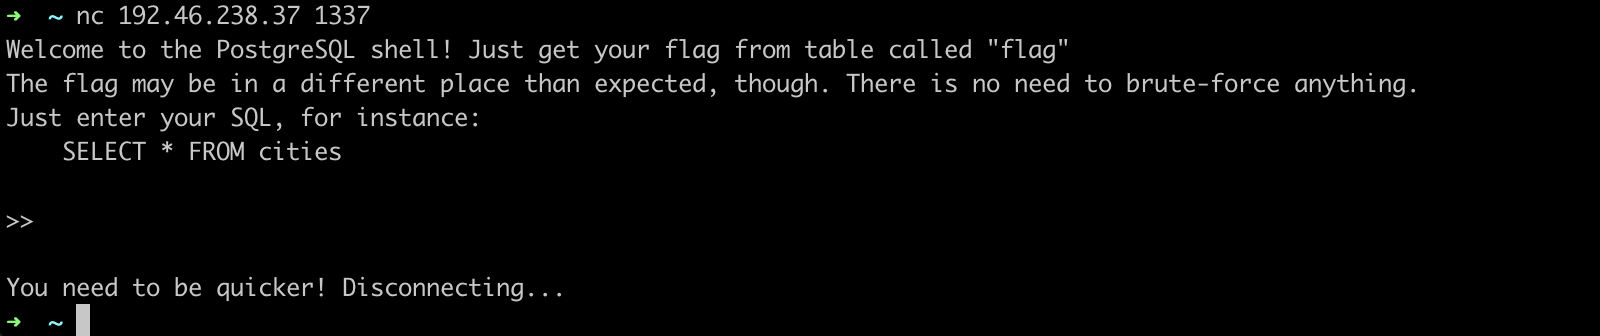 ➜  ~ nc 192.46.238.37 1337
Welcome to the PostgreSQL shell! Just get your flag from table called "flag"
The flag may be in a different place than expected, though. There is no need to brute-force anything.
Just enter your SQL, for instance:
    SELECT * FROM cities
>>
You need to be quicker! Disconnecting...
➜  ~